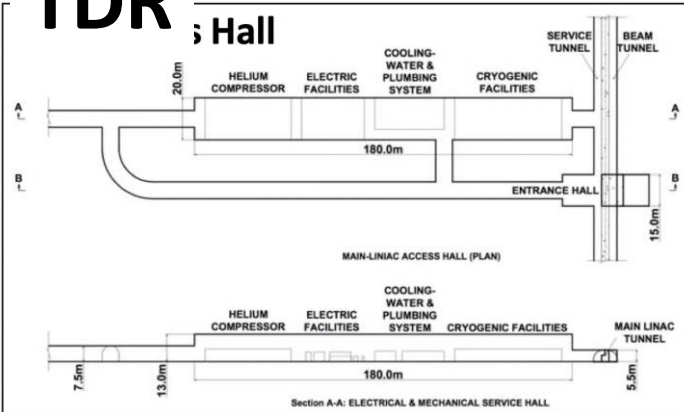 TDR
s Hall
SERVICE
TUNNEL
BEAM
TUNNEL
HELIUM
COMPRESSOR
ELECTRIC
FACILITIES
COOLING-
WATER &
PLUMBING
SYSTEM
CRYOGENIC
FACILITIES
20.0m
A
A
180.0m
B
B
ENTRANCE HALL
15.0m
MAIN-LINIAC ACCESS HALL (PLAN)
HELIUM
COMPRESSOR
ELECTRIC
FACILITIES
COOLING-
WATER &
PLUMBING
SYSTEM
CRYOGENIC FACILITIES
MAIN LINAC
TUNNEL
7.5m
13.0m
180.0m
5.5m
Section A-A: ELECTRICAL & MECHANICAL SERVICE HALL